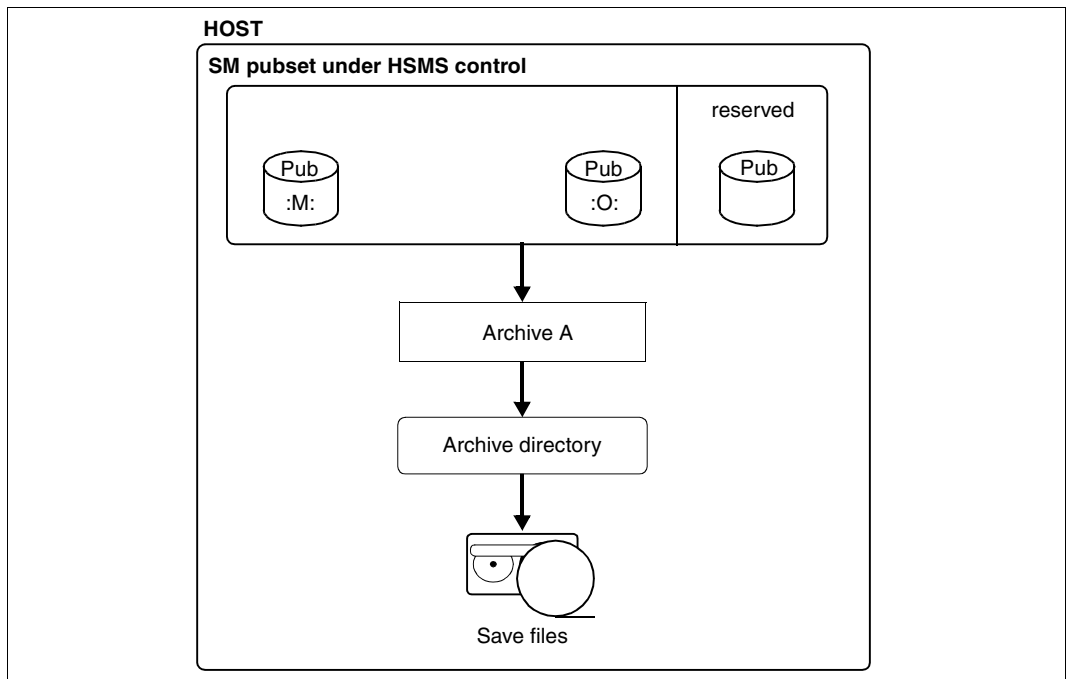 HOST
SM pubset under HSMS control
reserved
Pub
:M:
Pub
:O:
Pub
Archive A
Archive directory
Save files